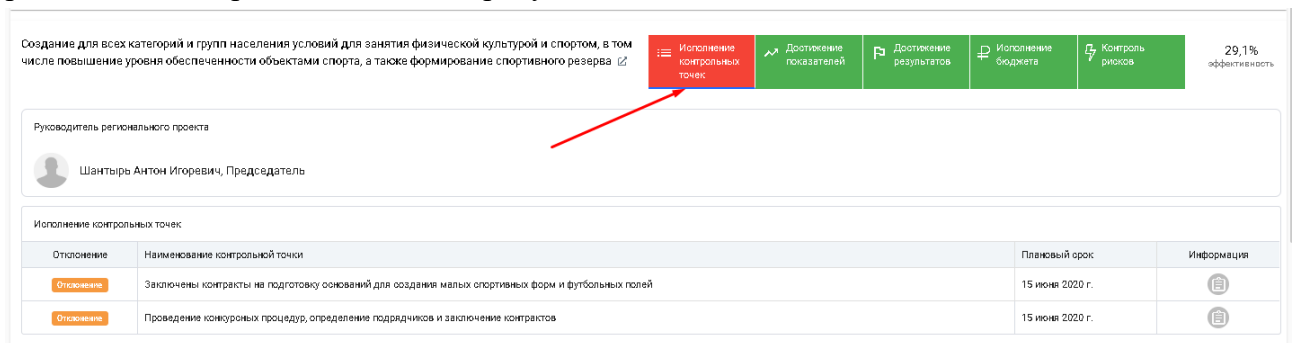 Создание для всех категорий и групп населения условий для занятия физической культурой и спортом, в том
числе повышение уровня обеспеченности объектами спорта, а также формирование спортивного резерва
Исполнение
контрольных
точек
Достижение
показателей
Достижение
результатов
Исполнение
бюджета
Контроль
рисков
29,1%
эффективность
Руководитель регионального проекта
Шантырь Антон Игоревич, Председатель
Исполнение контрольных точек
Отклонение Наименование контрольной точки Плановый срок Информация
Отклонение Заключены контракты на подготовку оснований для создания малых спортивных форм и футбольных полей 15 июня 2020 г.
Отклонение Проведение конкурсных процедур, определение подрядчиков и заключение контрактов 15 июня 2020 г.